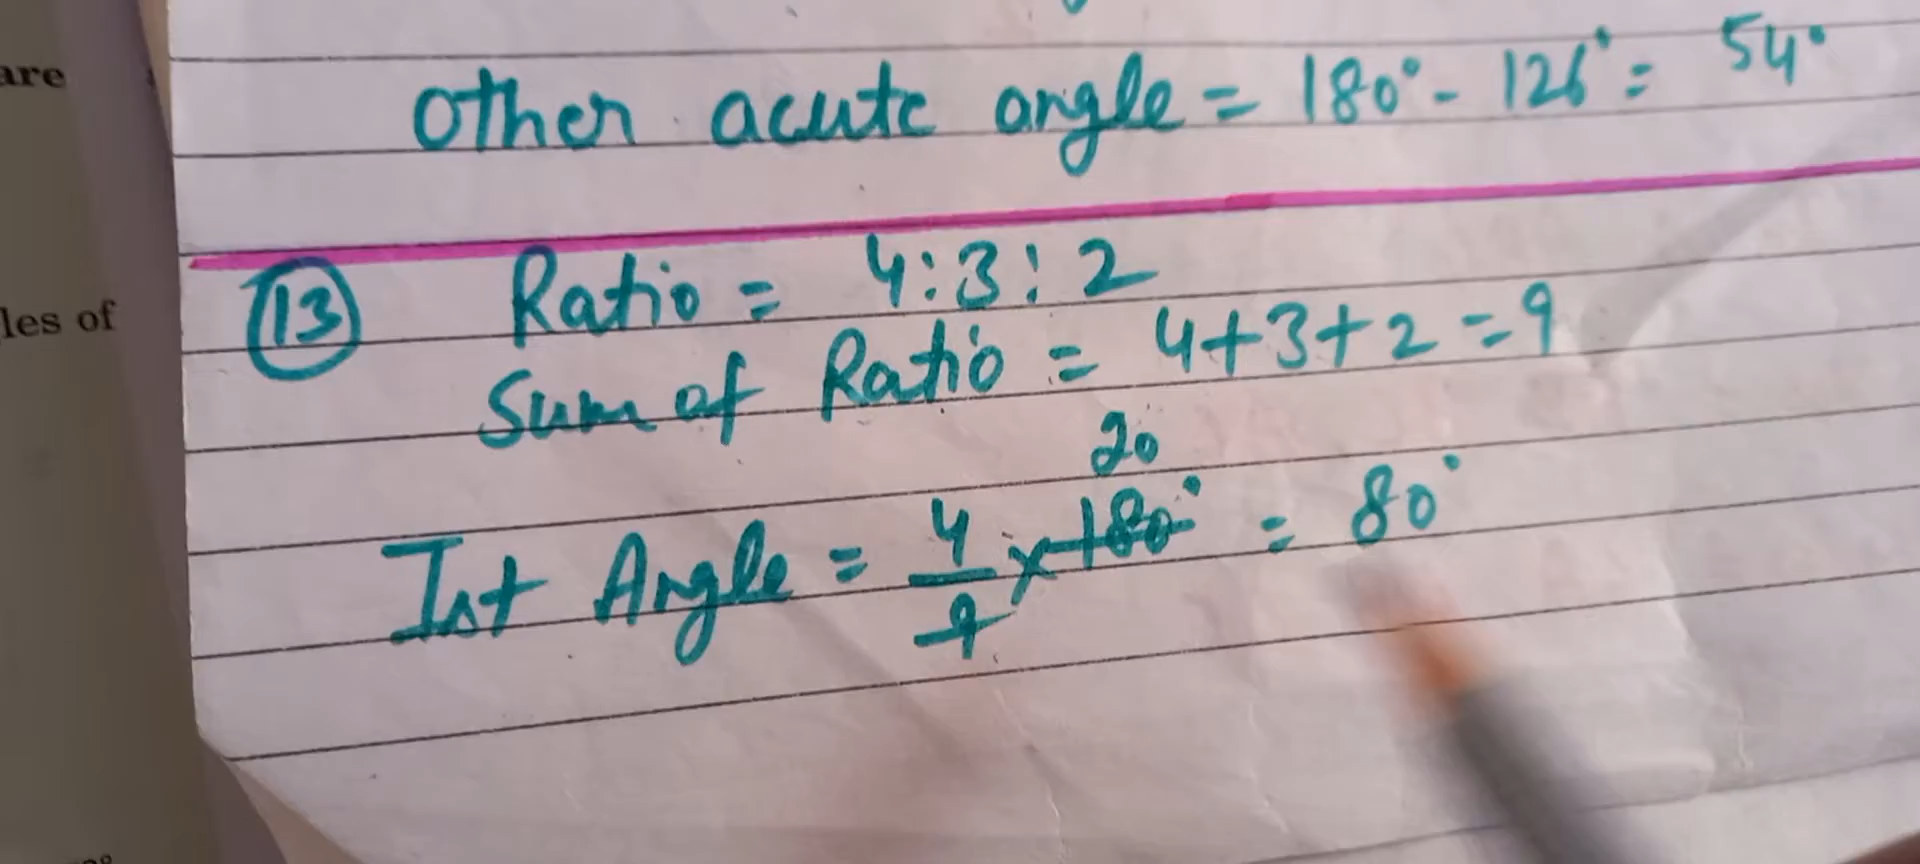 are
other acute angle = 180° - 126° = 54°
les of
13 Ratio = 4:3:2
Sum of Ratio = 4+3+2=9
20
Ist Angle = 4/9 x 180° = 80°